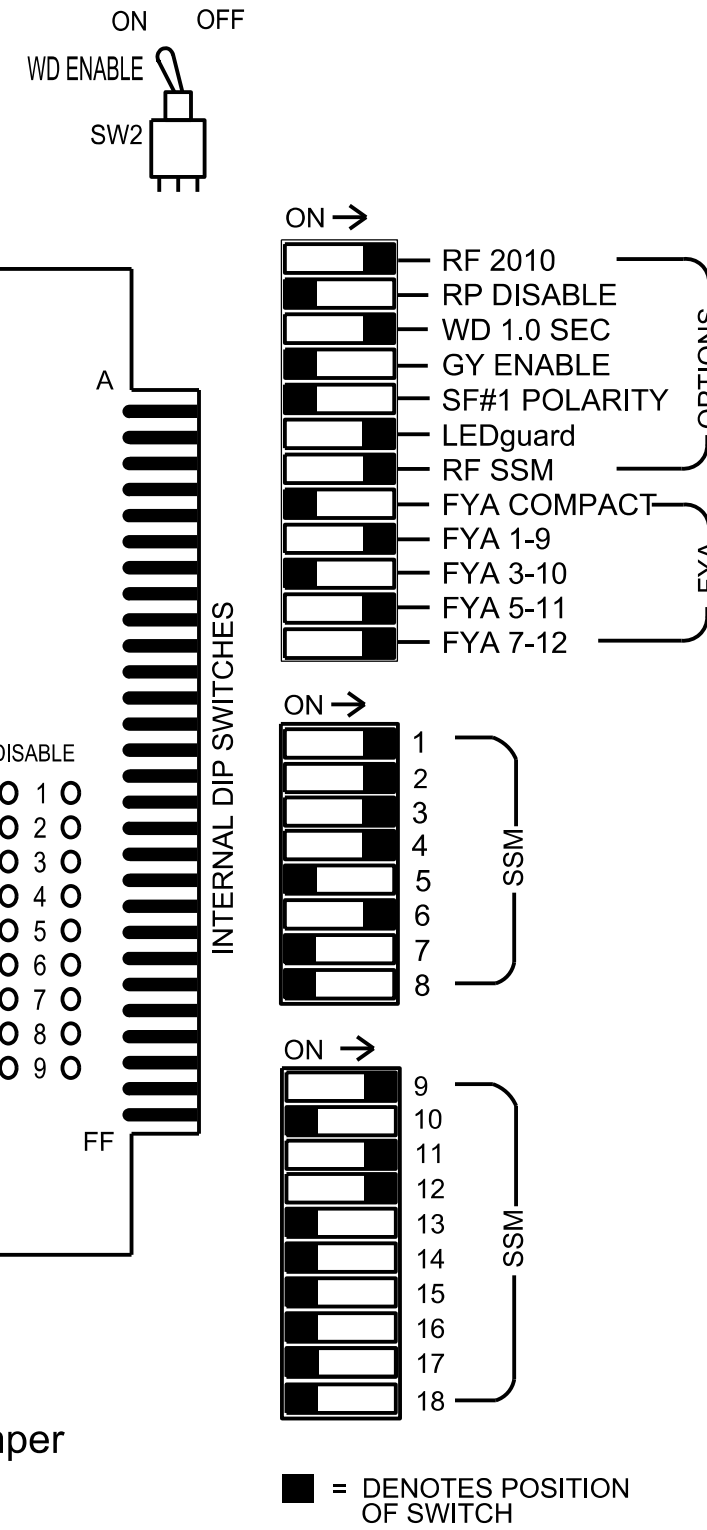 ON OFF
WD ENABLE
SW2
ON →
RF 2010
RP DISABLE
WD 1.0 SEC
GY ENABLE
SF#1 POLARITY
LEDguard
RF SSM
OPTIONS
FYA COMPACT
FYA 1-9
FYA 3-10
FYA 5-11
FYA 7-12
FYA
A
FF
INTERNAL DIP SWITCHES
1
2
3
4
5
6
7
8
9
ON →
1
2
3
4
5
6
7
8
SSM
ON →
9
10
11
12
13
14
15
16
17
18
SSM
= DENOTES POSITION
OF SWITCH